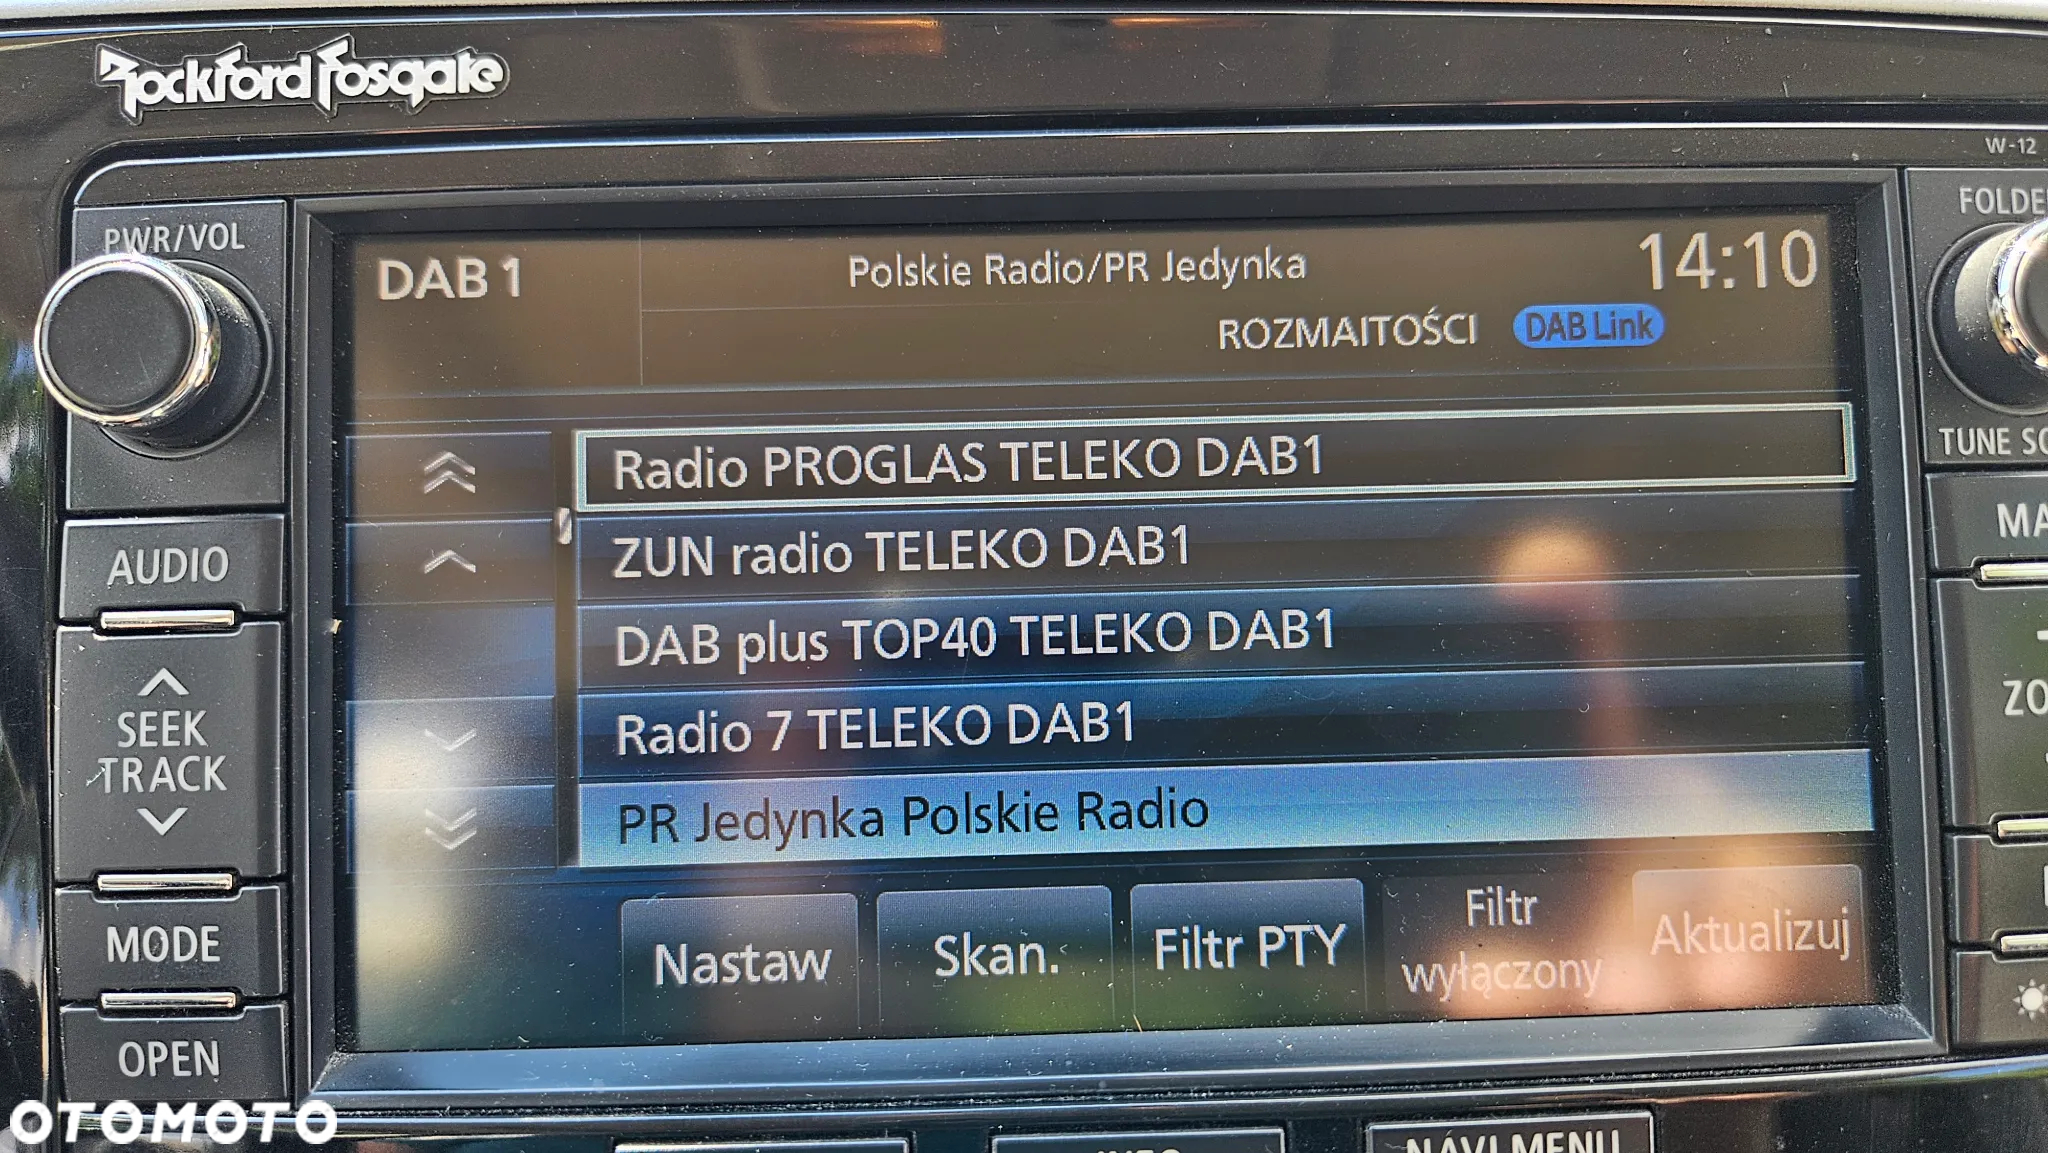 Rockford Fosgate
W-12
PWR/VOL
DAB 1
Polskie Radio/PR Jedynka
14:10
ROZMAITOŚCI
DAB Link
Radio PROGLAS TELEKO DAB1
ZUN radio TELEKO DAB1
DAB plus TOP40 TELEKO DAB1
Radio 7 TELEKO DAB1
PR Jedynka Polskie Radio
Nastaw
Skan.
Filtr PTY
Filtr
wyłączony
Aktualizuj
AUDIO
SEEK
TRACK
MODE
OPEN
FOLDE
TUNE SC
MA
ZO
NAVI MENU
OTOMOTO